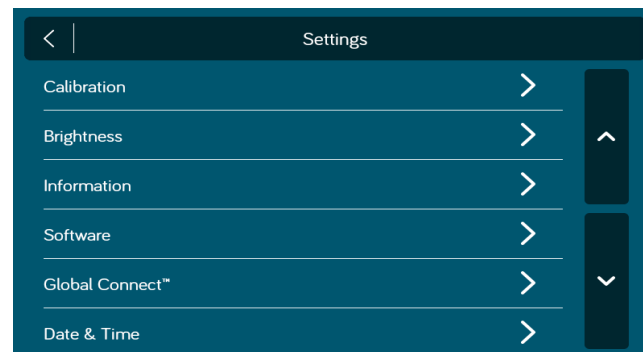 Settings
Calibration
Brightness
Information
Software
Global Connect™
Date & Time